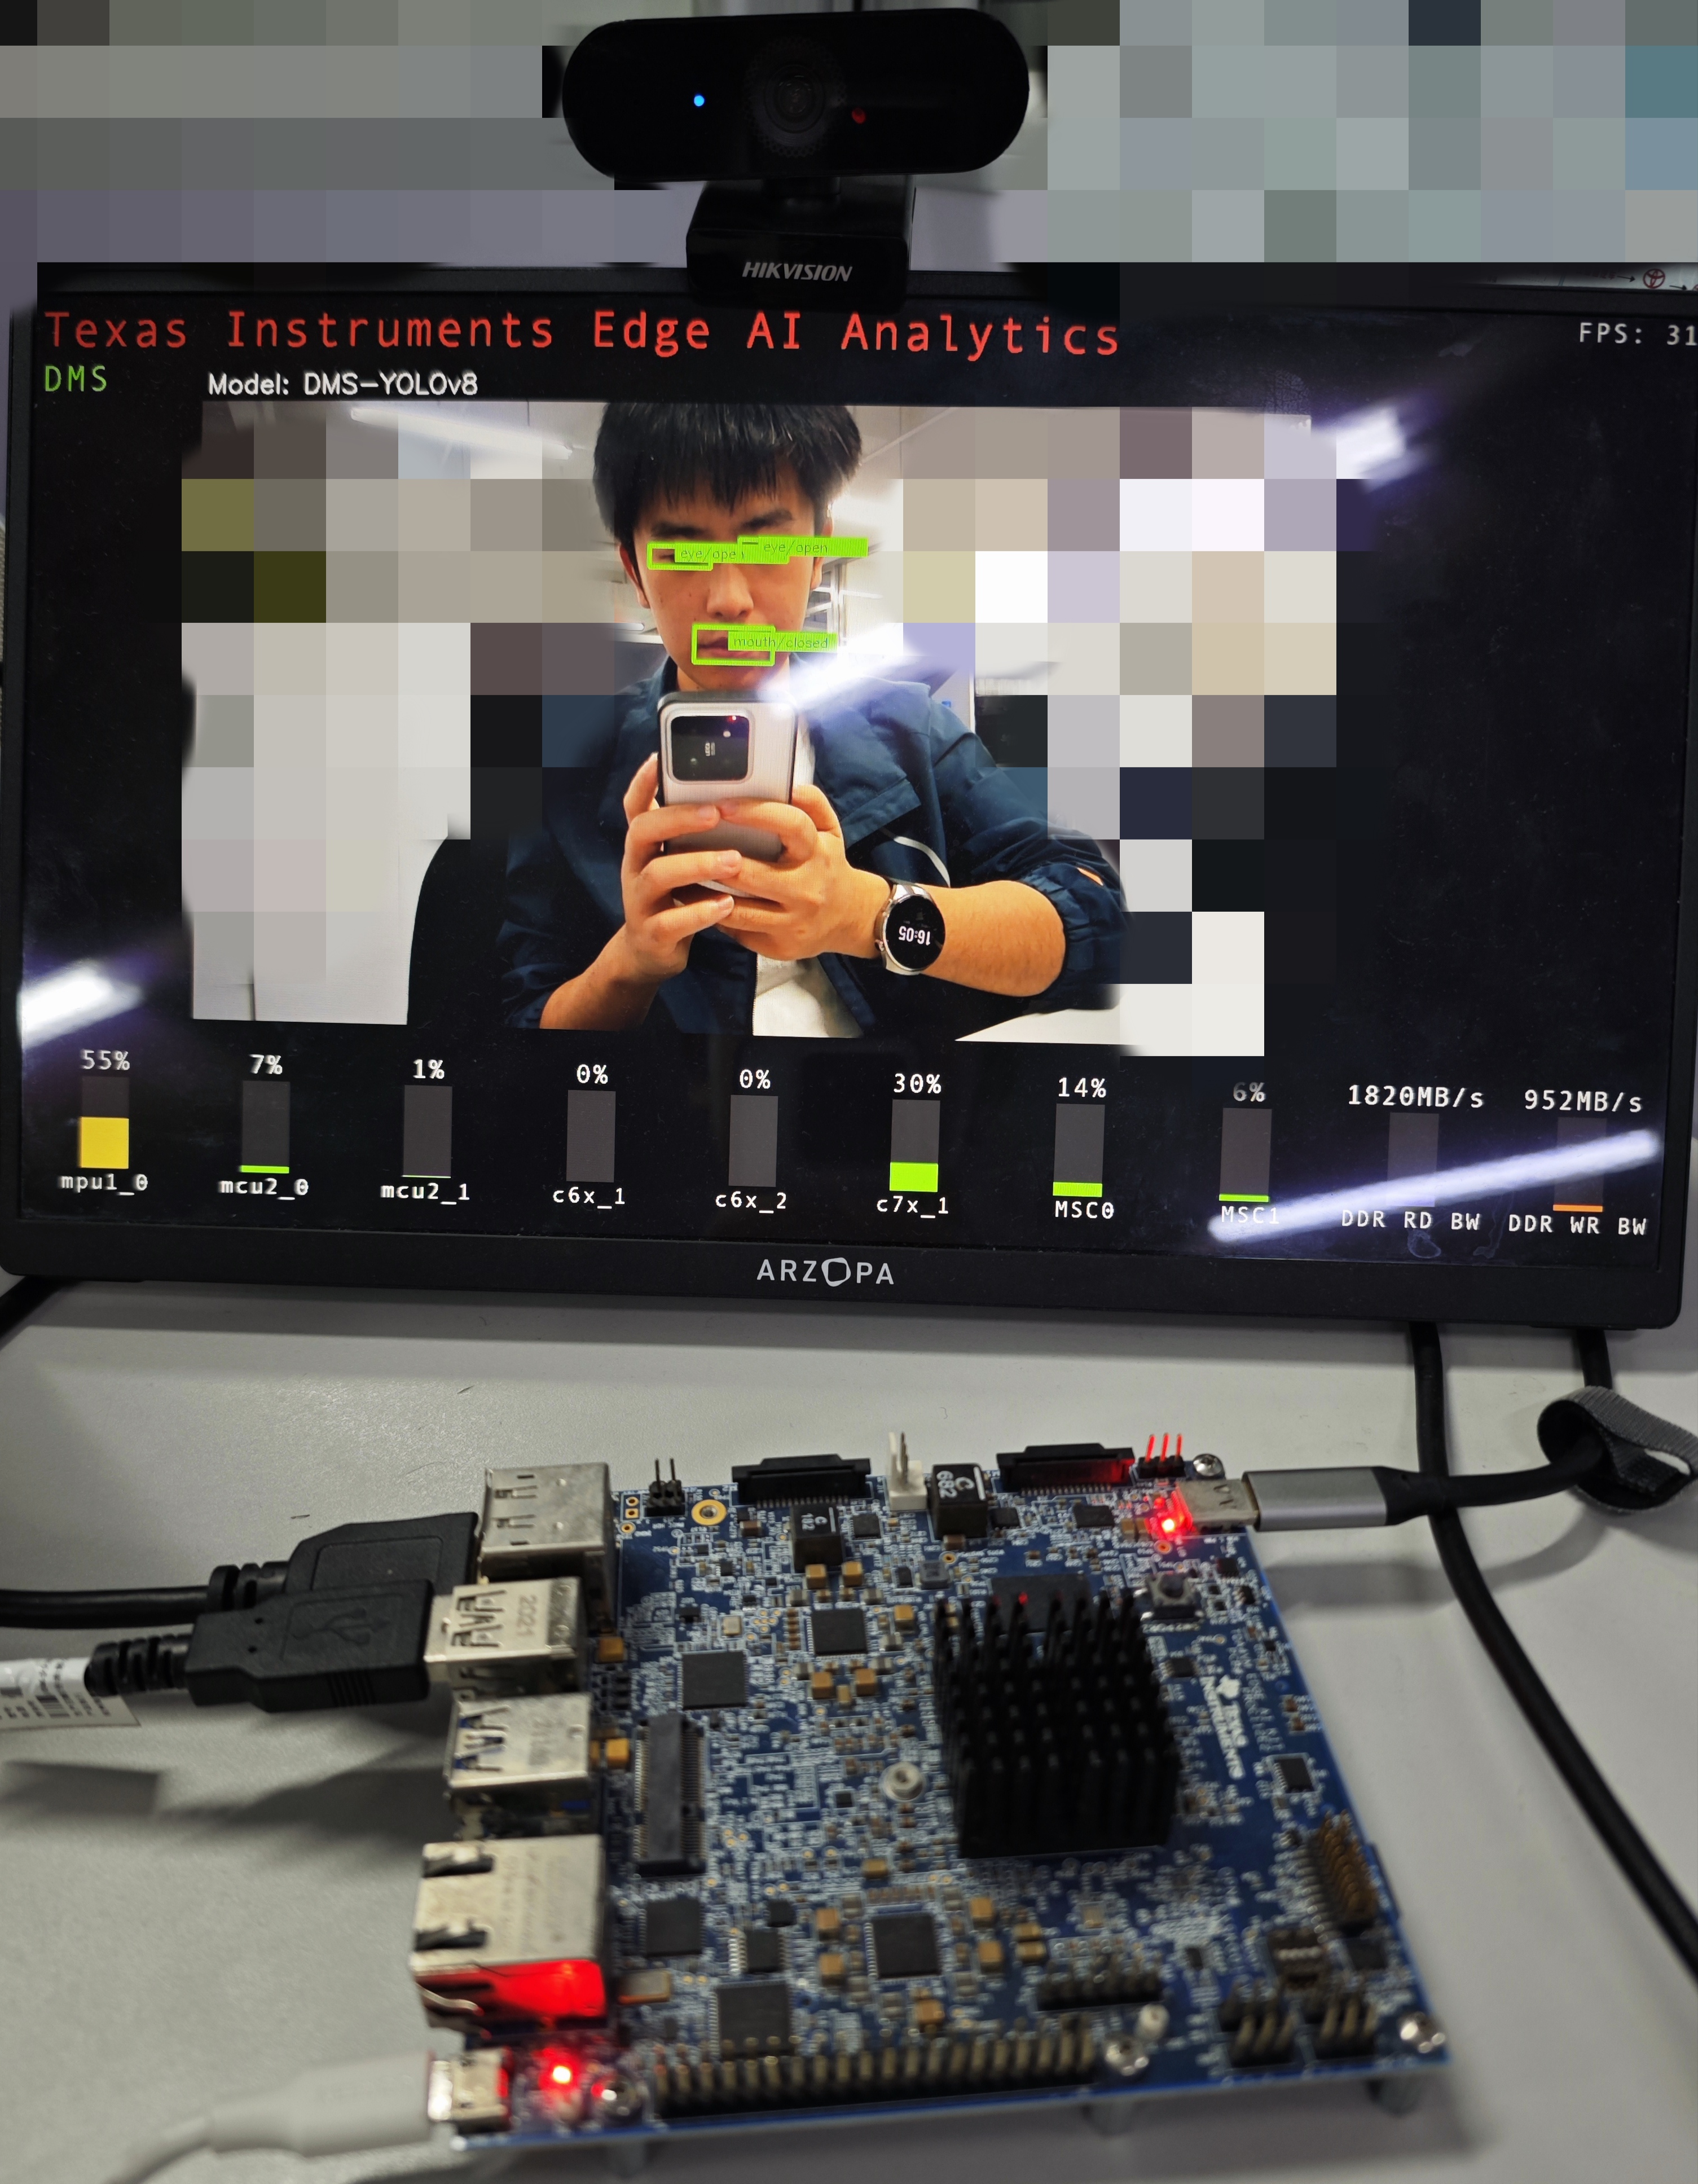 HIKVISION
Texas Instruments Edge AI Analytics
FPS: 31
DMS
Model: DMS-YOLOv8
eye/ope
eye/open
mouth/closed
16:05
55%
7%
1%
0%
0%
30%
14%
6%
1820MB/s
952MB/s
mpu1_0
mcu2_0
mcu2_1
c6x_1
c6x_2
c7x_1
MSC0
MSC1
DDR RD BW
DDR WR BW
ARZOPA
2021